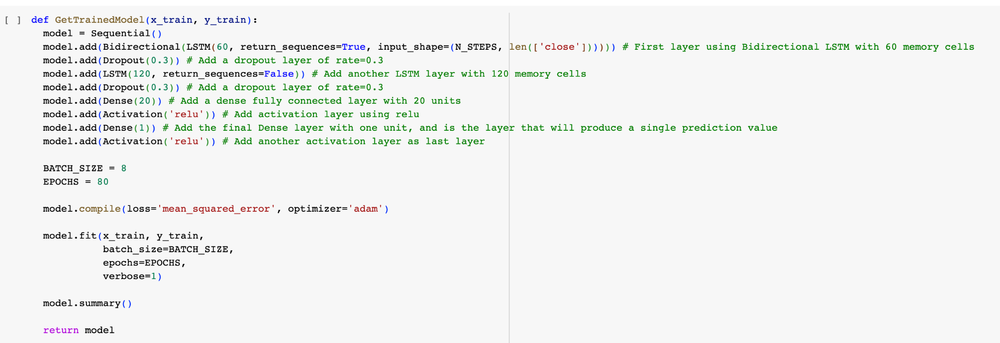 [ ] def GetTrainedModel(x_train, y_train):
  model = Sequential()
  model.add(Bidirectional(LSTM(60, return_sequences=True, input_shape=(N_STEPS, len(['close']))))) # First layer using Bidirectional LSTM with 60 memory cells
  model.add(Dropout(0.3)) # Add a dropout layer of rate=0.3
  model.add(LSTM(120, return_sequences=False)) # Add another LSTM layer with 120 memory cells
  model.add(Dropout(0.3)) # Add a dropout layer of rate=0.3
  model.add(Dense(20)) # Add a dense fully connected layer with 20 units
  model.add(Activation('relu')) # Add activation layer using relu
  model.add(Dense(1)) # Add the final Dense layer with one unit, and is the layer that will produce a single prediction value
  model.add(Activation('relu')) # Add another activation layer as last layer

  BATCH_SIZE = 8
  EPOCHS = 80

  model.compile(loss='mean_squared_error', optimizer='adam')

  model.fit(x_train, y_train,
            batch_size=BATCH_SIZE,
            epochs=EPOCHS,
            verbose=1)

  model.summary()

  return model